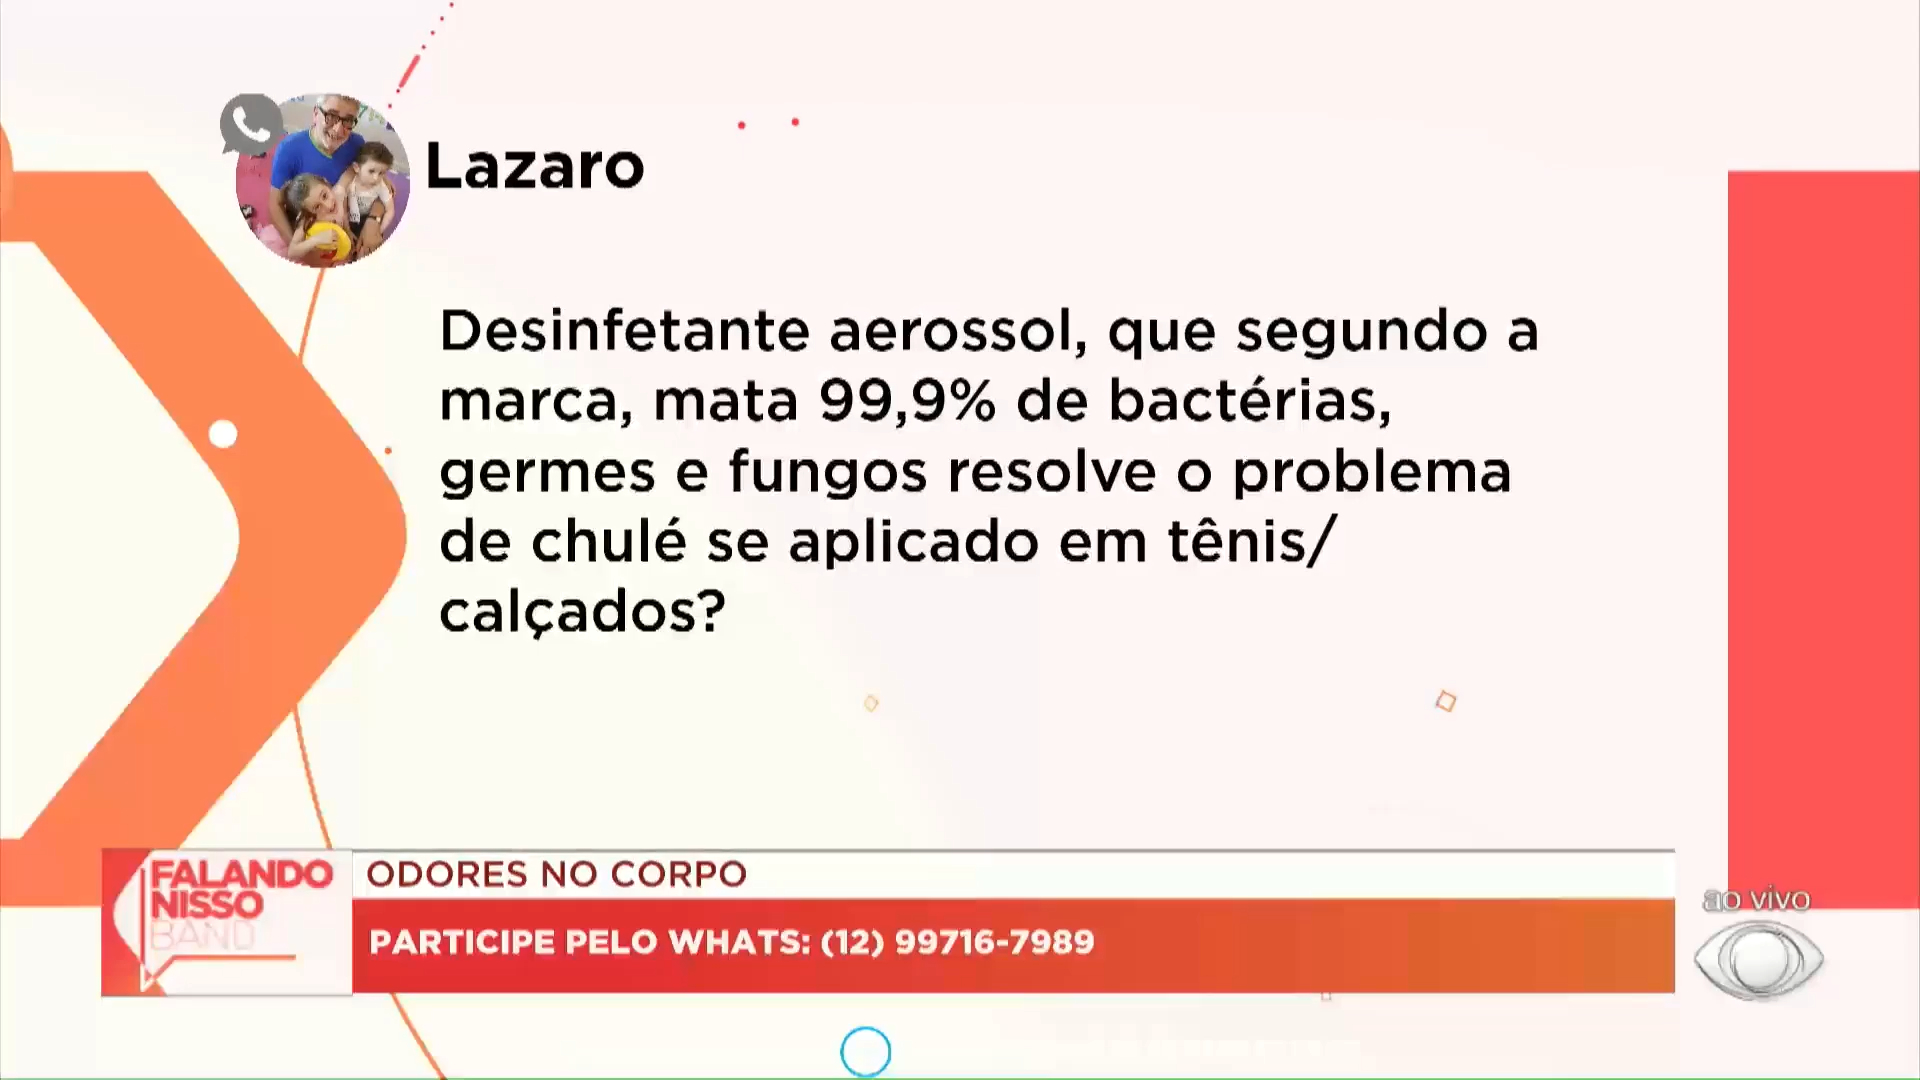 Lazaro
Desinfetante aerossol, que segundo a
marca, mata 99,9% de bactérias,
germes e fungos resolve o problema
de chulé se aplicado em tênis/
calçados?
FALANDO
NISSO
BAND
ODORES NO CORPO
PARTICIPE PELO WHATS: (12) 99716-7989
ao vivo